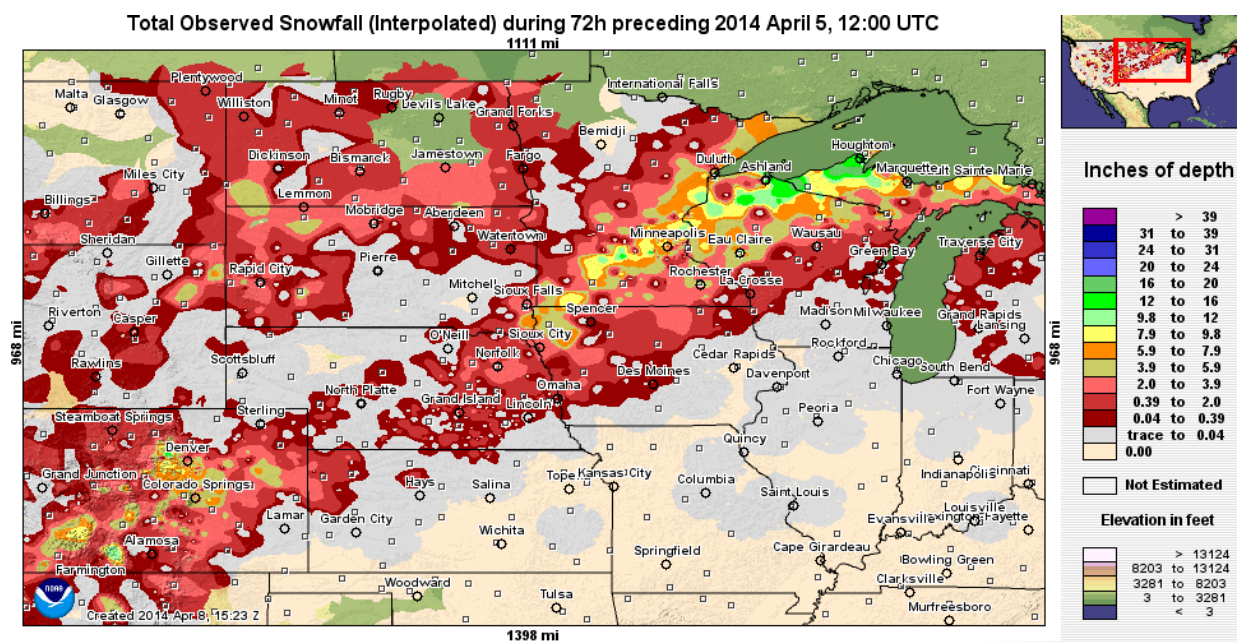 Total Observed Snowfall (Interpolated) during 72h preceding 2014 April 5, 12:00 UTC
1111 mi
Plentywood
International Falls
Malta
Glasgow
Williston
Minot
Rugby
Devils Lake
Grand Forks
Bemidji
Houghton
Dickinson
Bismarck
Jamestown
Fargo
Duluth
Ashland
Marquette
ult Sainte Marie
Miles City
Lemmon
Billings
Mobridge
Aberdeen
Watertown
Minneapolis
Eau Claire
Wausau
Green Bay
Traverse City
Sheridan
Gillette
Rapid City
Pierre
Mitchell
Sioux Falls
Rochester
La Crosse
Riverton
Casper
Spencer
Madison
Milwaukee
Grand Rapids
Lansing
968 mi
O'Neill
Sioux City
Rockford
968 mi
Rawlins
Scottsbluff
Norfolk
Des Moines
Cedar Rapids
Davenport
Chicago
South Bend
North Platte
Omaha
Fort Wayne
Steamboat Springs
Sterling
Grand Island
Lincoln
Peoria
Denver
Quincy
Grand Junction
Colorado Springs
Hays
Salina
Tope
Kansas City
Columbia
Saint Louis
Indianapolis
Cincinnati
Lamar
Garden City
Wichita
Evansville
Louisville
exington-Fayette
Alamosa
Springfield
Cape Girardeau
Bowling Green
Farmington
Woodward
Tulsa
Clarksville
Murfreesboro
NOAA
Created 2014 Apr 8, 15:23 Z
1398 mi
Inches of depth
> 39
31 to 39
24 to 31
20 to 24
16 to 20
12 to 16
9.8 to 12
7.9 to 9.8
5.9 to 7.9
3.9 to 5.9
2.0 to 3.9
0.39 to 2.0
0.04 to 0.39
trace to 0.04
0.00
Not Estimated
Elevation in feet
> 13124
8203 to 13124
3281 to 8203
3 to 3281
< 3